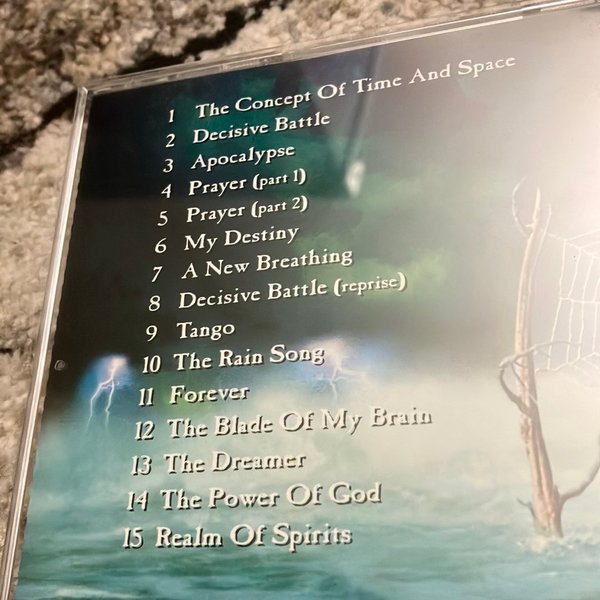 1 The Concept Of Time And Space
2 Decisive Battle
3 Apocalypse
4 Prayer (part 1)
5 Prayer (part 2)
6 My Destiny
7 A New Breathing
8 Decisive Battle (reprise)
9 Tango
10 The Rain Song
11 Forever
12 The Blade Of My Brain
13 The Dreamer
14 The Power Of God
15 Realm Of Spirits